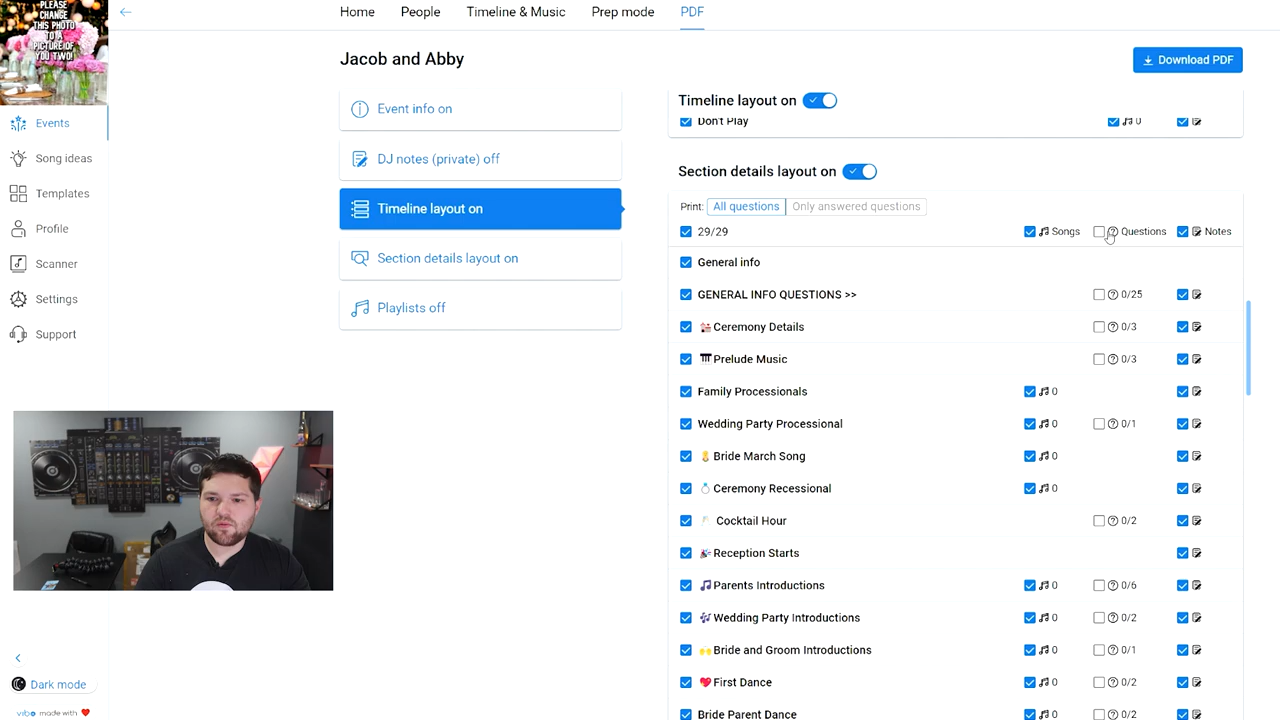 PLEASE
CHANGE
THIS PHOTO
TO A
PICTURE OF
YOU TWO!
Home People Timeline & Music Prep mode PDF
Jacob and Abby
Download PDF
Events
Song ideas
Templates
Profile
Scanner
Settings
Support
Dark mode
vibo made with
Event info on
DJ notes (private) off
Timeline layout on
Section details layout on
Playlists off
Timeline layout on
Don't Play 0
Section details layout on
Print: All questions Only answered questions
29/29 Songs Questions Notes
General info
GENERAL INFO QUESTIONS >> 0/25
Ceremony Details 0/3
Prelude Music 0/3
Family Processionals 0
Wedding Party Processional 0 0/1
Bride March Song 0
Ceremony Recessional 0
Cocktail Hour 0/2
Reception Starts
Parents Introductions 0 0/6
Wedding Party Introductions 0 0/2
Bride and Groom Introductions 0 0/1
First Dance 0 0/2
Bride Parent Dance 0 0/2